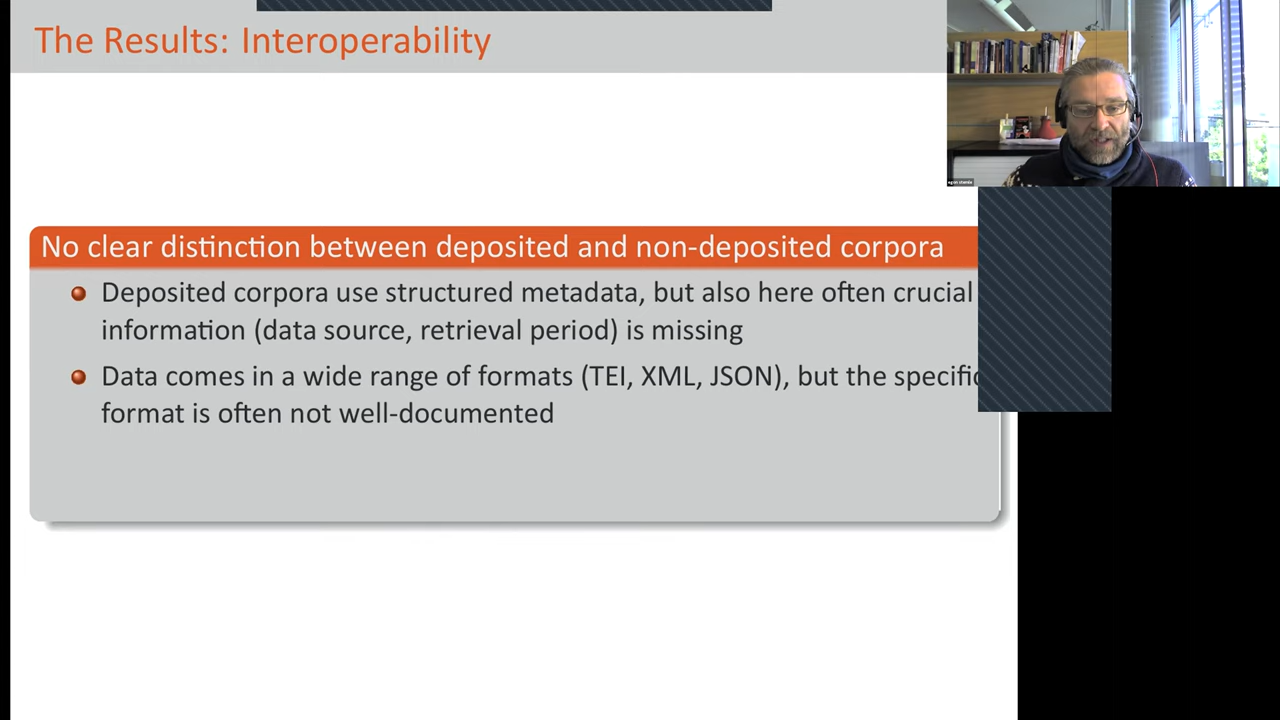 The Results: Interoperability
No clear distinction between deposited and non-deposited corpora
Deposited corpora use structured metadata, but also here often crucial
information (data source, retrieval period) is missing
Data comes in a wide range of formats (TEI, XML, JSON), but the specific
format is often not well-documented